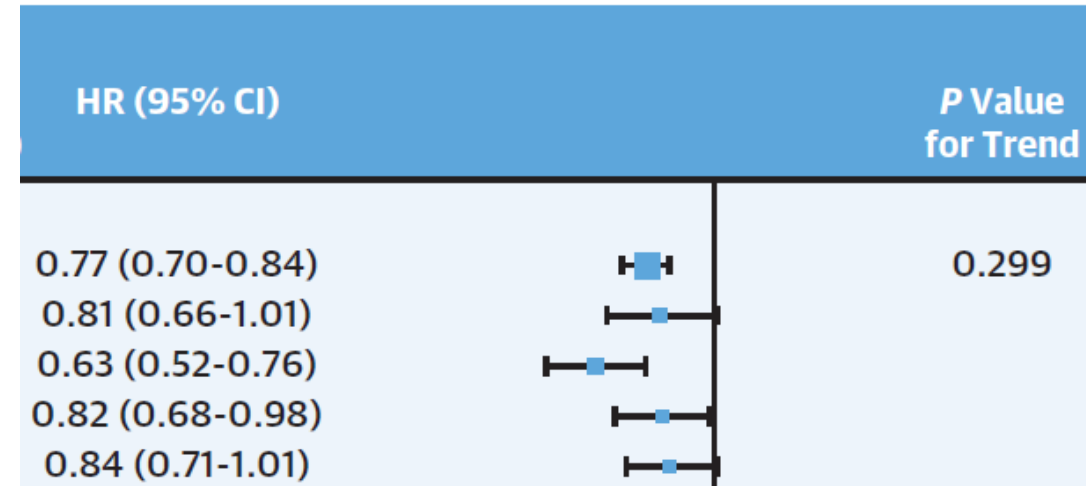 HR (95% CI)
P Value
for Trend
0.77 (0.70-0.84) 0.299
0.81 (0.66-1.01)
0.63 (0.52-0.76)
0.82 (0.68-0.98)
0.84 (0.71-1.01)